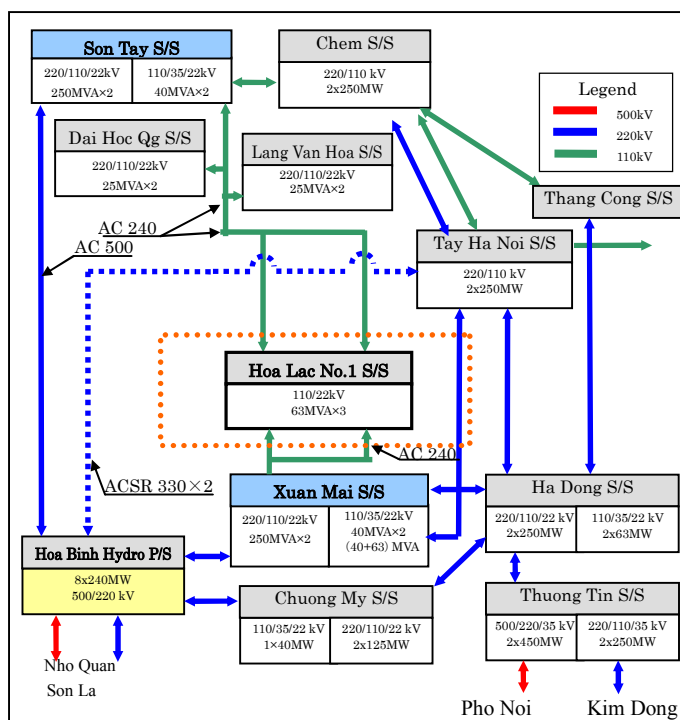 Son Tay S/S
220/110/22kV
250MVA×2
110/35/22kV
40MVA×2
Chem S/S
220/110 kV
2x250MW
Legend
500kV
220kV
110kV
Dai Hoc Qg S/S
220/110/22kV
25MVA×2
Lang Van Hoa S/S
220/110/22kV
25MVA×2
Thang Cong S/S
AC 240
AC 500
Tay Ha Noi S/S
220/110 kV
2x250MW
Hoa Lac No.1 S/S
110/22kV
63MVA×3
AC 240
ACSR 330×2
Xuan Mai S/S
220/110/22kV
250MVA×2
110/35/22kV
40MVA×2
(40+63) MVA
Ha Dong S/S
220/110/22 kV
2x250MW
110/35/22 kV
2x63MW
Hoa Binh Hydro P/S
8x240MW
500/220 kV
Chuong My S/S
110/35/22 kV
1×40MW
220/110/22 kV
2x125MW
Thuong Tin S/S
500/220/35 kV
2x450MW
220/110/35 kV
2x250MW
Nho Quan
Son La
Pho Noi
Kim Dong